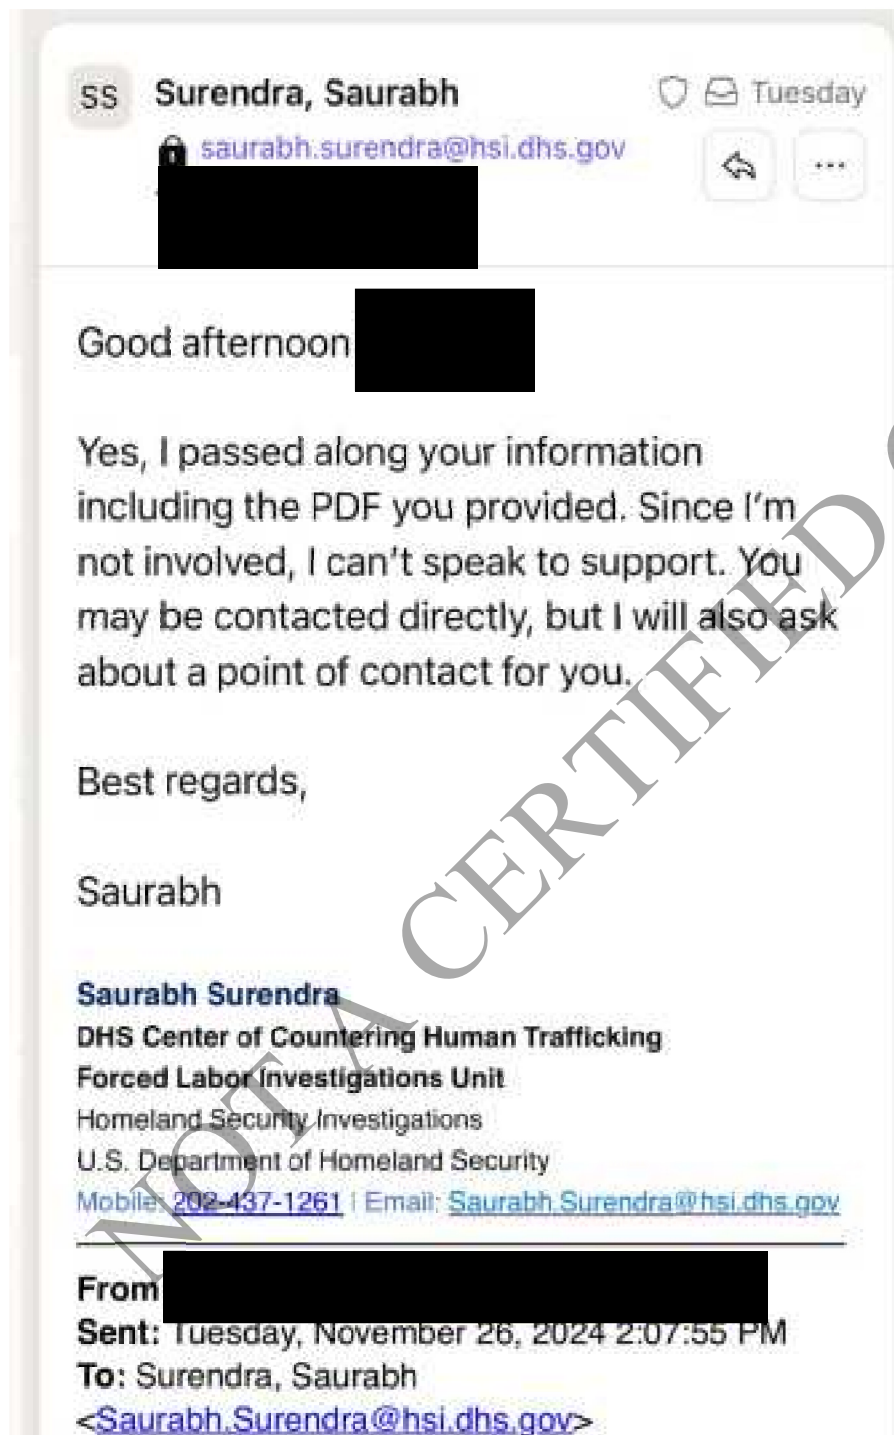 SS Surendra, Saurabh Tuesday
saurabh.surendra@hsi.dhs.gov
Good afternoon
Yes, I passed along your information
including the PDF you provided. Since I'm
not involved, I can't speak to support. You
may be contacted directly, but I will also ask
about a point of contact for you.
Best regards,
Saurabh
Saurabh Surendra
DHS Center of Countering Human Trafficking
Forced Labor Investigations Unit
Homeland Security Investigations
U.S. Department of Homeland Security
Mobile: 202-437-1261 | Email: Saurabh.Surendra@hsi.dhs.gov
From
Sent: Tuesday, November 26, 2024 2:07:55 PM
To: Surendra, Saurabh
<Saurabh.Surendra@hsi.dhs.gov>
NOT A CERTIFIED